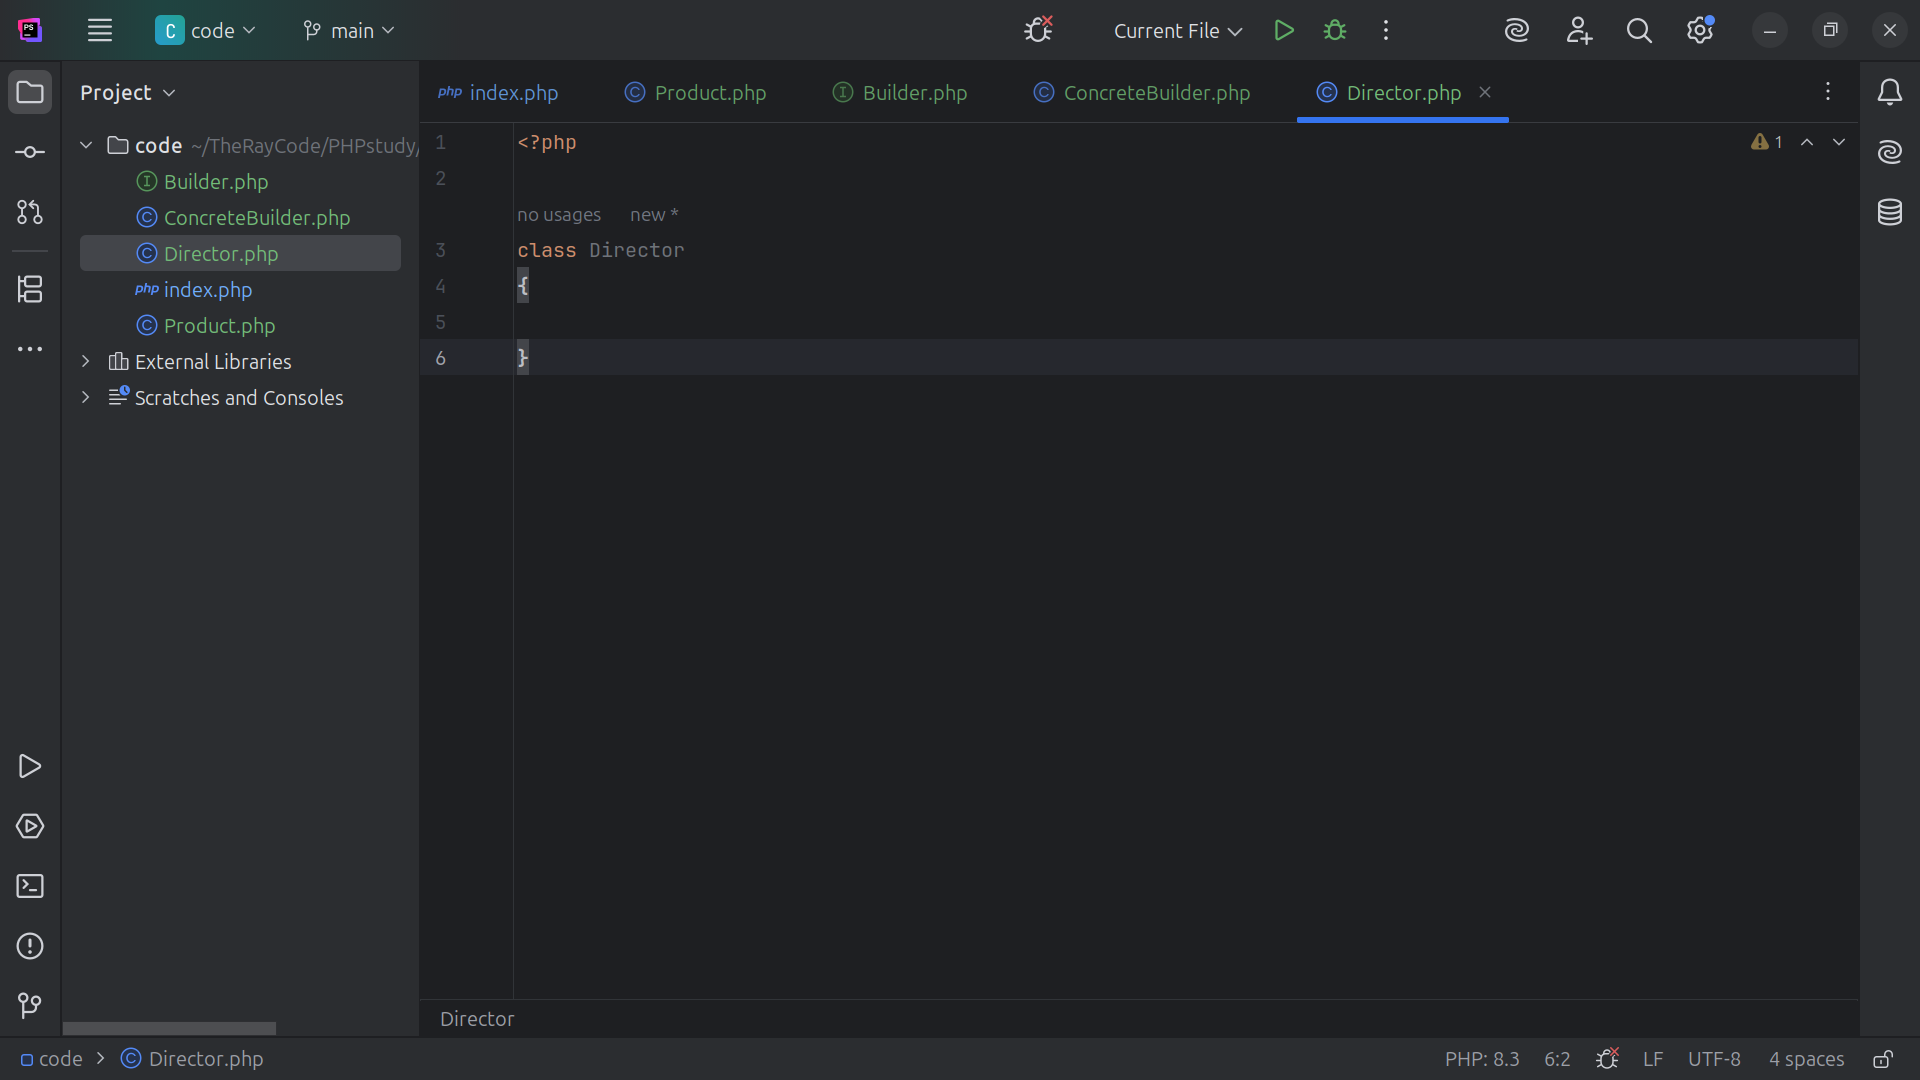 PS
C code main Current File
Project
index.php Product.php Builder.php ConcreteBuilder.php Director.php
code ~/TheRayCode/PHPstudy/
Builder.php
ConcreteBuilder.php
Director.php
index.php
Product.php
External Libraries
Scratches and Consoles
1 <?php
1
2
no usages new *
3 class Director
4 {
5
6 }
Director
code > Director.php PHP: 8.3 6:2 LF UTF-8 4 spaces